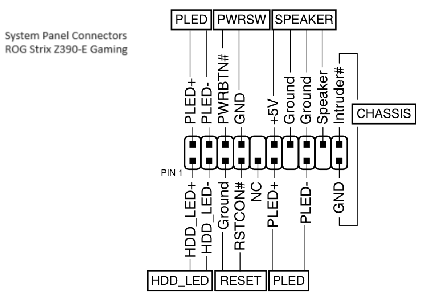 System Panel Connectors
ROG Strix Z390-E Gaming
PLED PWRSW SPEAKER
PLED+
PLED-
PWRBTN#
GND
+5V
Ground
Ground
Speaker
Intruder#
CHASSIS
PIN 1
HDD_LED+
HDD_LED-
Ground
RSTCON#
NC
PLED+
PLED-
GND
HDD_LED RESET PLED